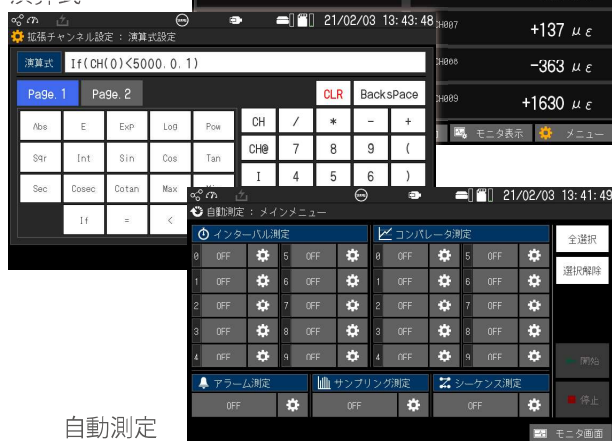 演算式
21/02/03 13:43:48
拡張チャンネル設定 : 演算式設定
演算式 If(CH(0)<5000.0.1)
Page.1 Page.2 CLR BacksPace
Abs E Exp Log Pow CH / * - +
Sqr Int Sin Cos Tan CH@ 7 8 9 (
Sec Cosec Cotan Max I 4 5 6 )
If = <
CH007 +137 με
CH008 -363 με
CH009 +1630 με
モニタ表示 メニュー
21/02/03 13:41:49
自動測定 : メインメニュー
インターバル測定 コンパレータ測定 全選択
0 OFF 5 OFF 0 OFF 5 OFF 選択解除
1 OFF 6 OFF 1 OFF 6 OFF
2 OFF 7 OFF 2 OFF 7 OFF
3 OFF 8 OFF 3 OFF 8 OFF
4 OFF 9 OFF 4 OFF 9 OFF 開始
アラーム測定 サンプリング測定 シーケンス測定
OFF OFF OFF 停止
モニタ画面
自動測定